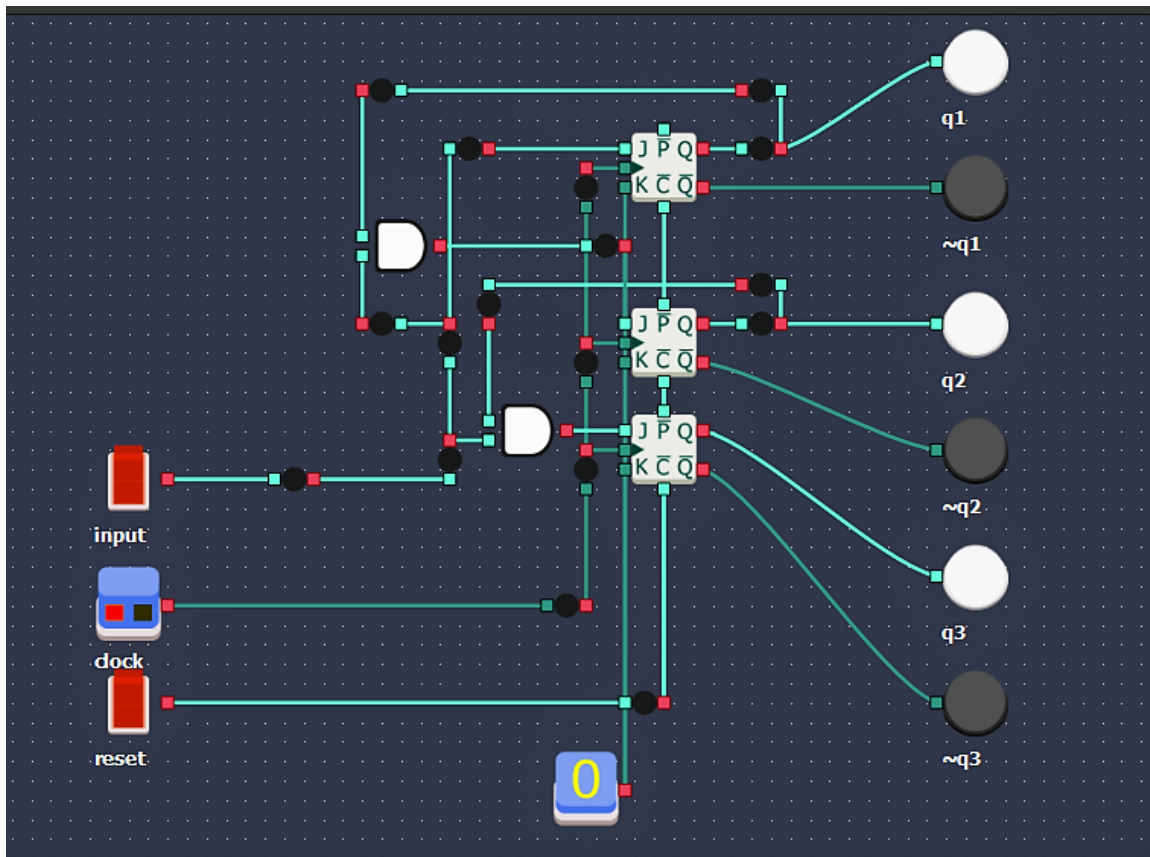 q1
J P̅ Q
K C̅ Q̅
~q1
J P̅ Q
K C̅ Q̅
q2
J P̅ Q
K C̅ Q̅
~q2
input
q3
clock
reset
~q3
0